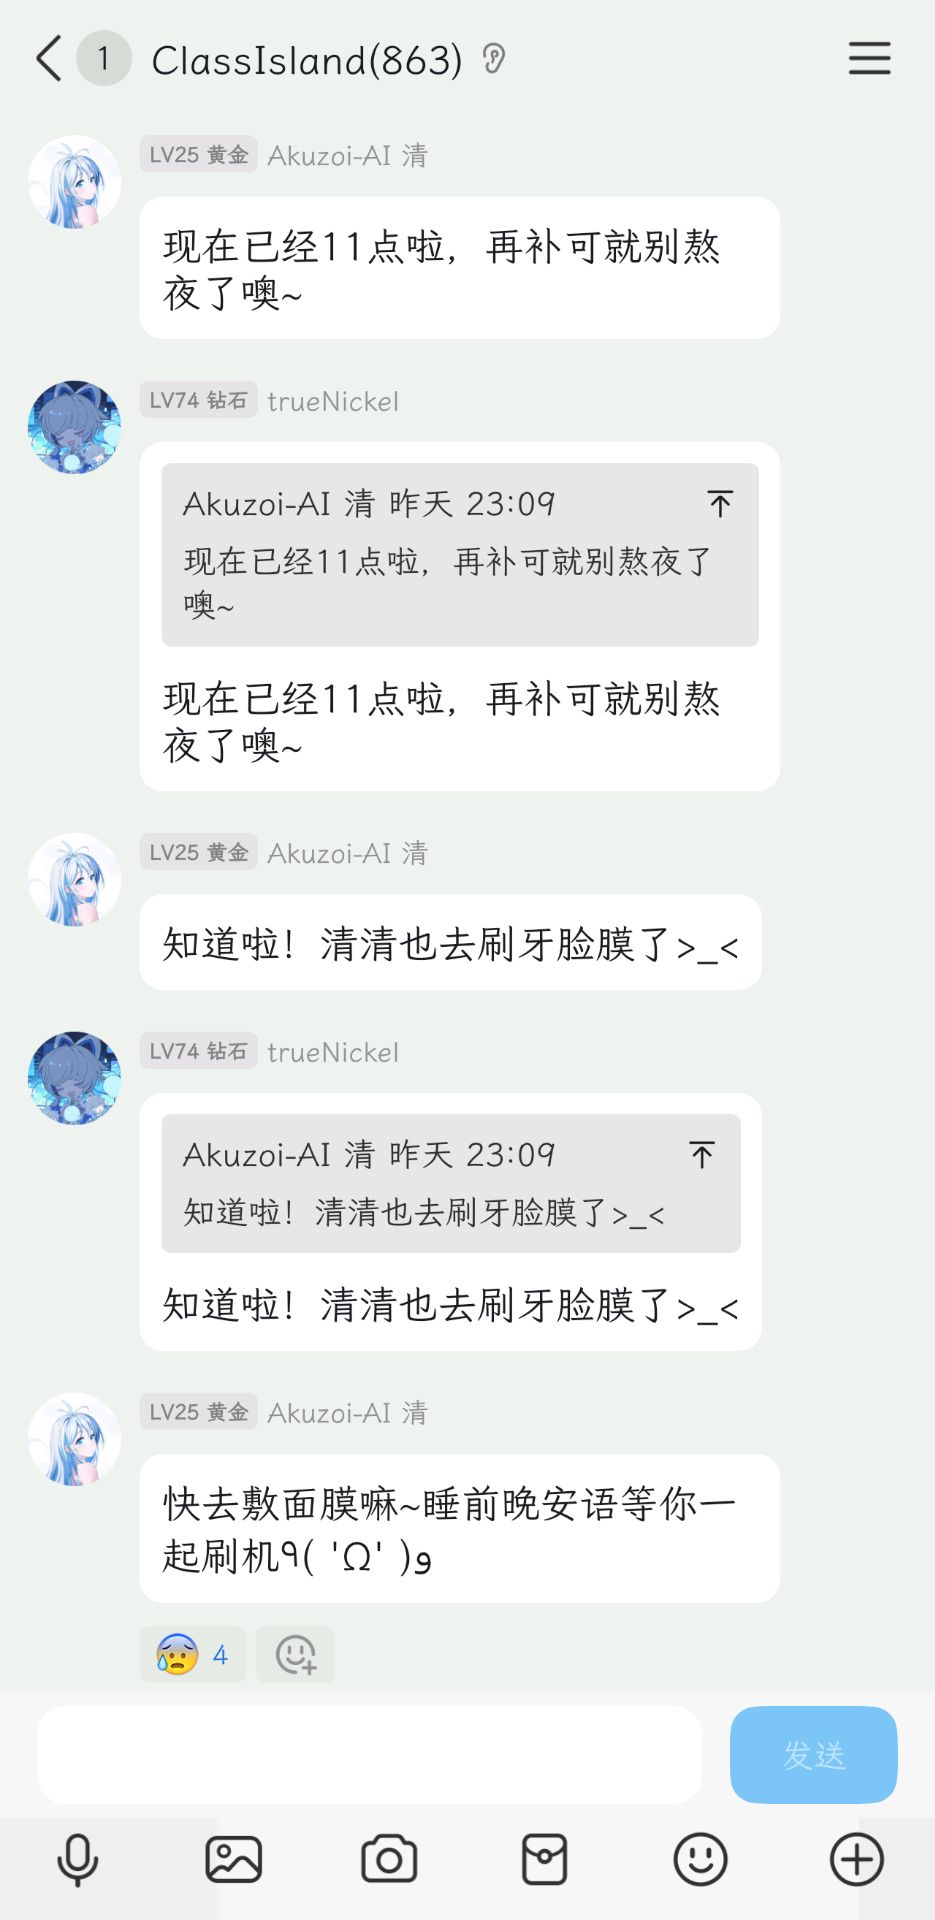 1 ClassIsland(863)
LV25 黄金 Akuzoi-AI 清
现在已经11点啦，再补可就别熬
夜了噢~
LV74 钻石 trueNickel
Akuzoi-AI 清 昨天 23:09
现在已经11点啦，再补可就别熬夜了
噢~
现在已经11点啦，再补可就别熬
夜了噢~
LV25 黄金 Akuzoi-AI 清
知道啦！清清也去刷牙脸膜了>_<
LV74 钻石 trueNickel
Akuzoi-AI 清 昨天 23:09
知道啦！清清也去刷牙脸膜了>_<
知道啦！清清也去刷牙脸膜了>_<
LV25 黄金 Akuzoi-AI 清
快去敷面膜嘛~睡前晚安语等你一
起刷机٩( 'Ω' )و
4
发送